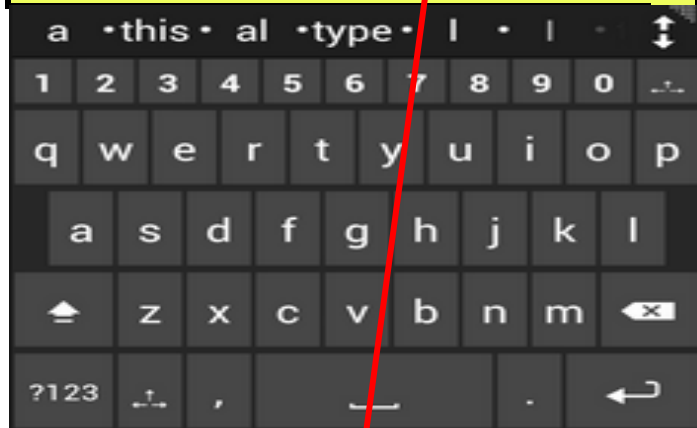 a •this• al •type• l • l
1 2 3 4 5 6 7 8 9 0
q w e r t y u i o p
a s d f g h j k l
z x c v b n m
?123 , .